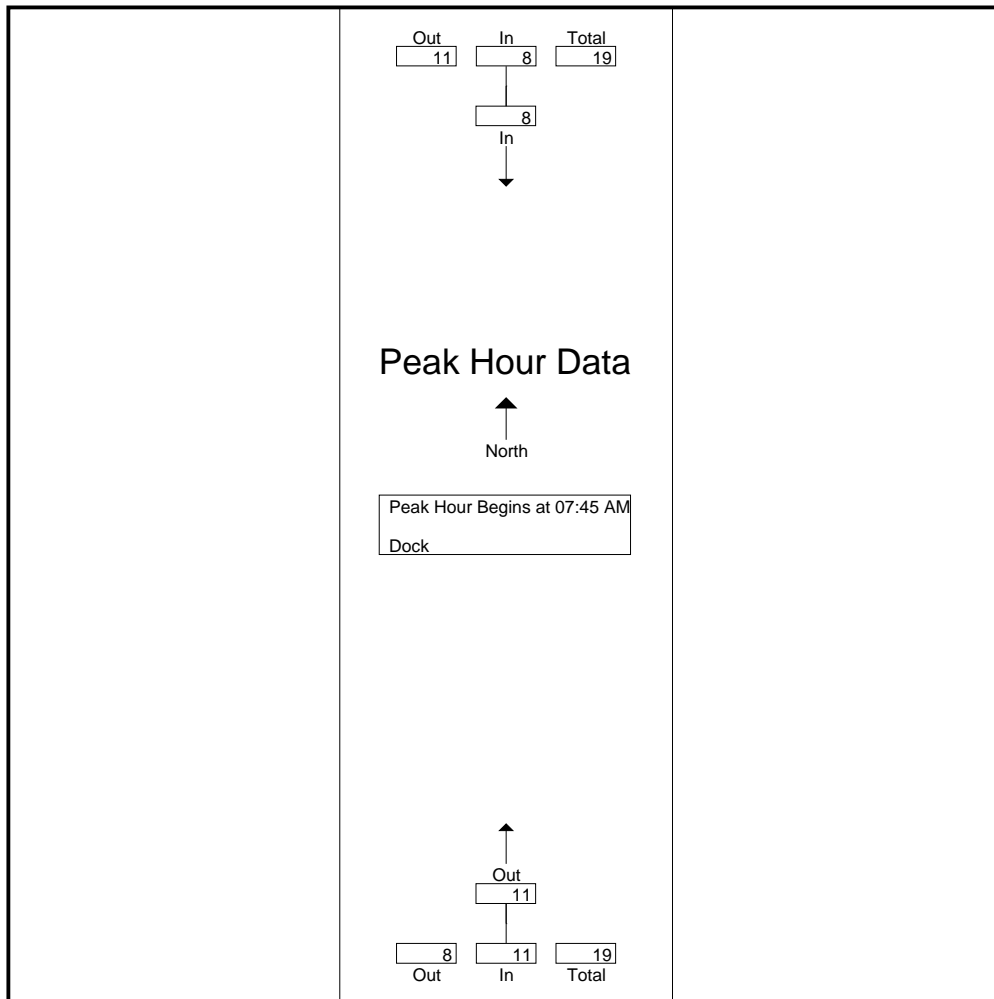 Out In Total
11 8 19
8
In
Peak Hour Data
North
Peak Hour Begins at 07:45 AM
Dock
Out
11
8 11 19
Out In Total